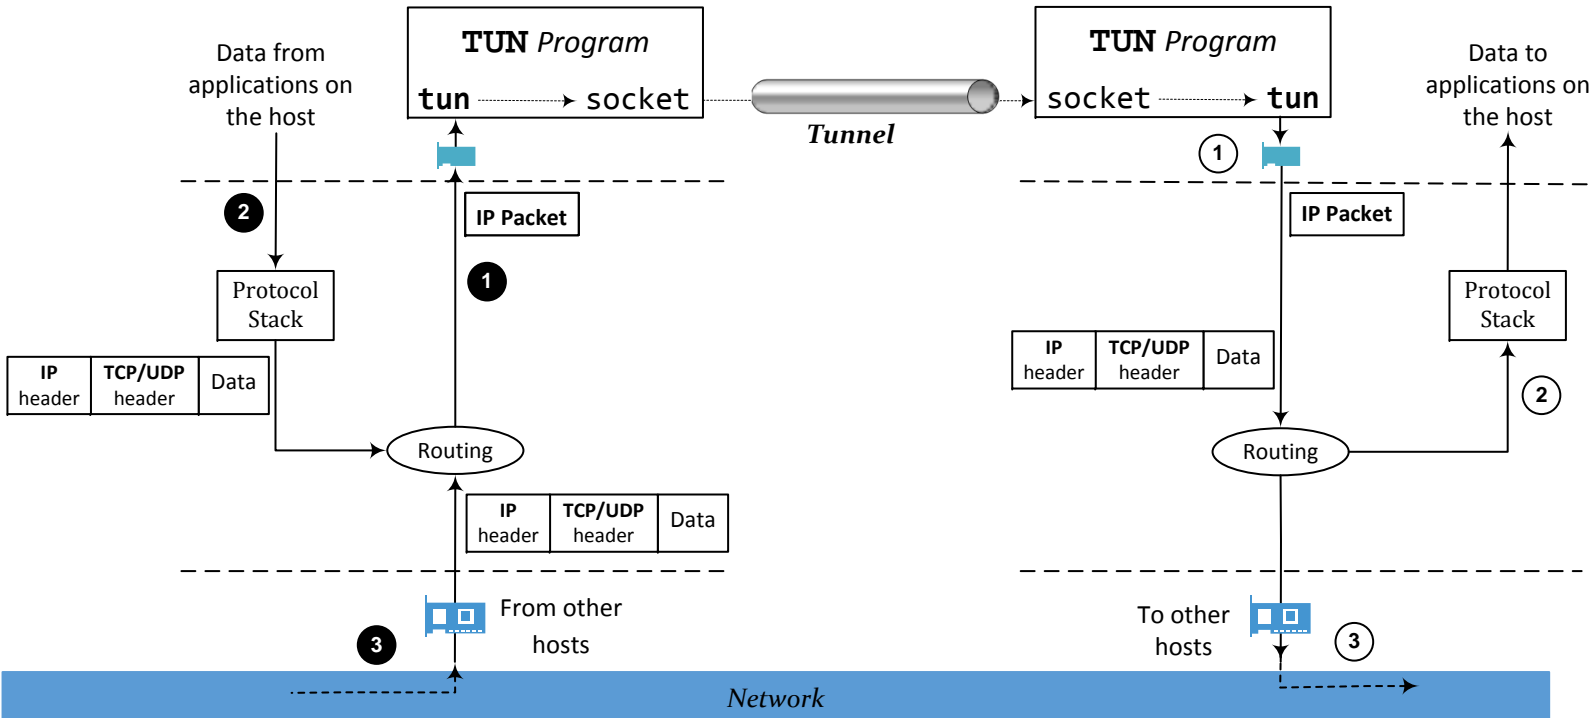 TUN Program
tun socket
Data from
applications on
the host
2
IP Packet
1
Protocol
Stack
IP
header
TCP/UDP
header
Data
Routing
IP
header
TCP/UDP
header
Data
From other
hosts
3
Tunnel
TUN Program
socket tun
Data to
applications on
the host
1
IP Packet
Protocol
Stack
IP
header
TCP/UDP
header
Data
2
Routing
To other
hosts
3
Network